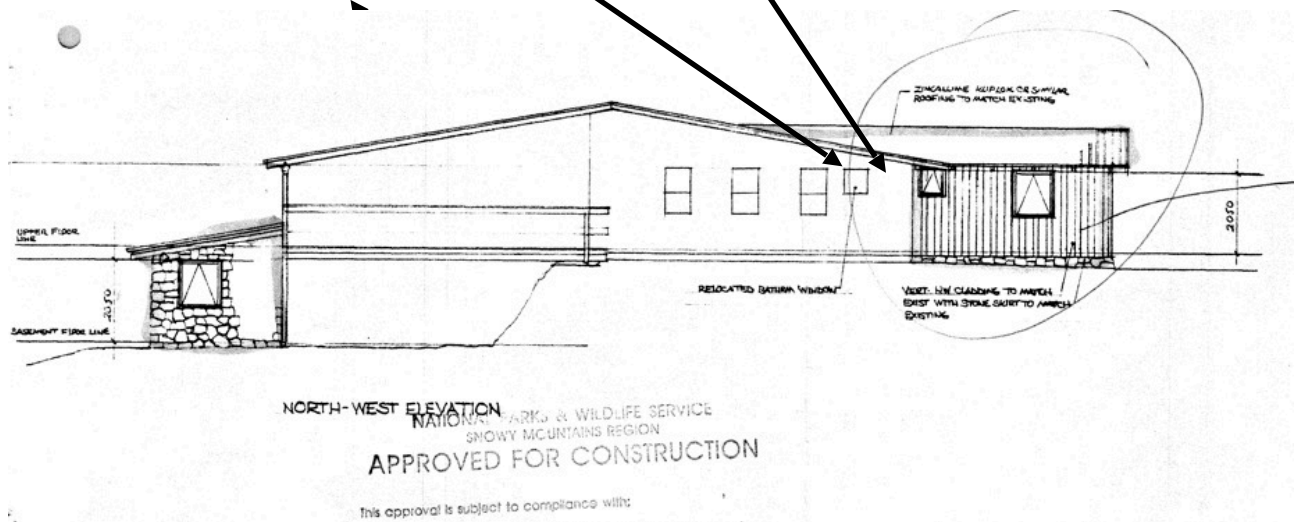 ZINCALUME KLIPLOK OR SIMILAR
ROOFING TO MATCH EXISTING
UPPER FLOOR
LINE
2050
BASEMENT FLOOR LINE
RELOCATED BATHRM WINDOW
2050
VERT. H.W. CLADDING TO MATCH
EXIST WITH STONE SKIRT TO MATCH
EXISTING
NORTH-WEST ELEVATION
NATIONAL PARKS & WILDLIFE SERVICE
SNOWY MOUNTAINS REGION
APPROVED FOR CONSTRUCTION
This approval is subject to compliance with: